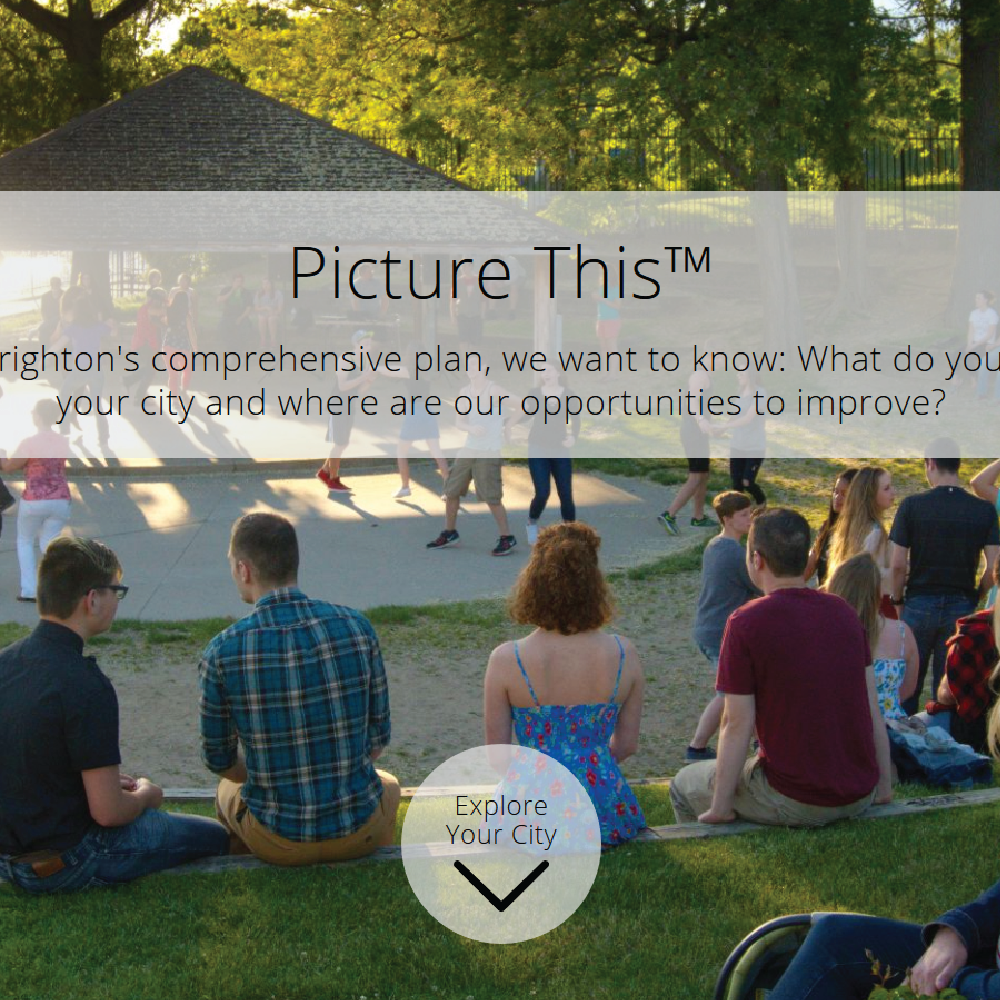 Picture This™
righton's comprehensive plan, we want to know: What do you
your city and where are our opportunities to improve?
Explore
Your City